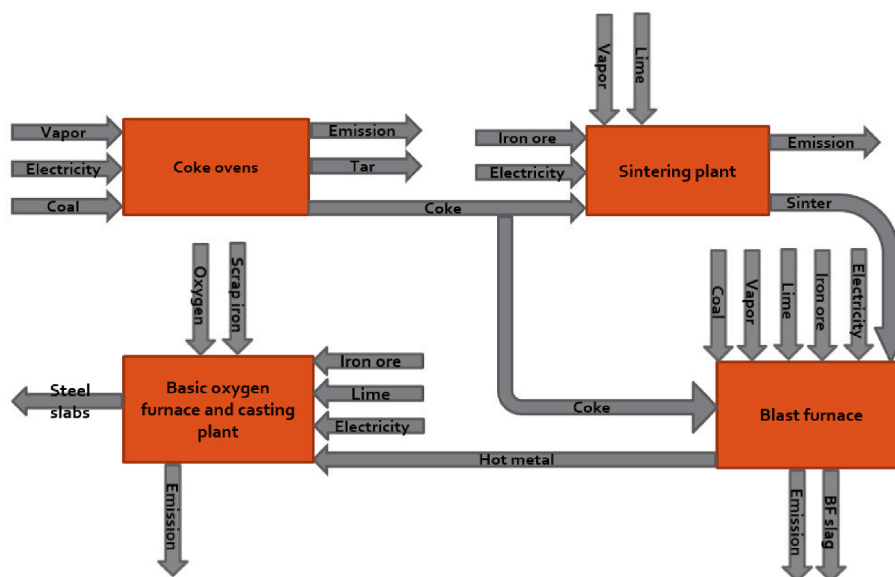 Vapor
Electricity
Coal
Coke ovens
Emission
Tar
Coke
Vapor
Lime
Iron ore
Electricity
Sintering plant
Emission
Sinter
Oxygen
Scrap iron
Coal
Vapor
Lime
Iron ore
Electricity
Steel
slabs
Basic oxygen
furnace and casting
plant
Iron ore
Lime
Electricity
Coke
Blast furnace
Hot metal
Emission
Emission
BF slag